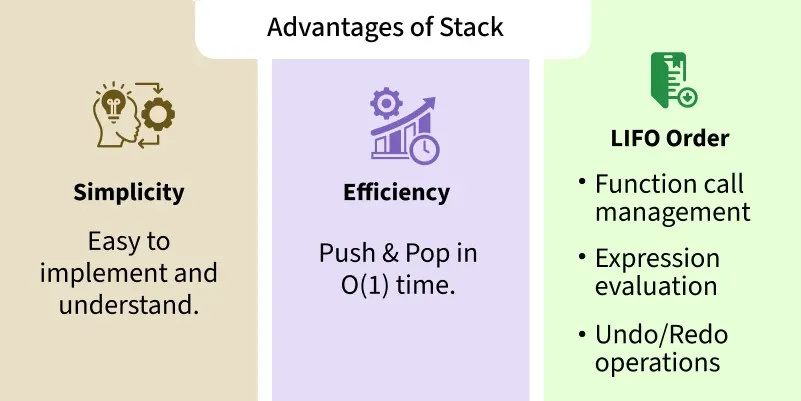 Advantages of Stack
Simplicity
Easy to
implement and
understand.
Efficiency
Push & Pop in
O(1) time.
LIFO Order
• Function call
management
• Expression
evaluation
• Undo/Redo
operations